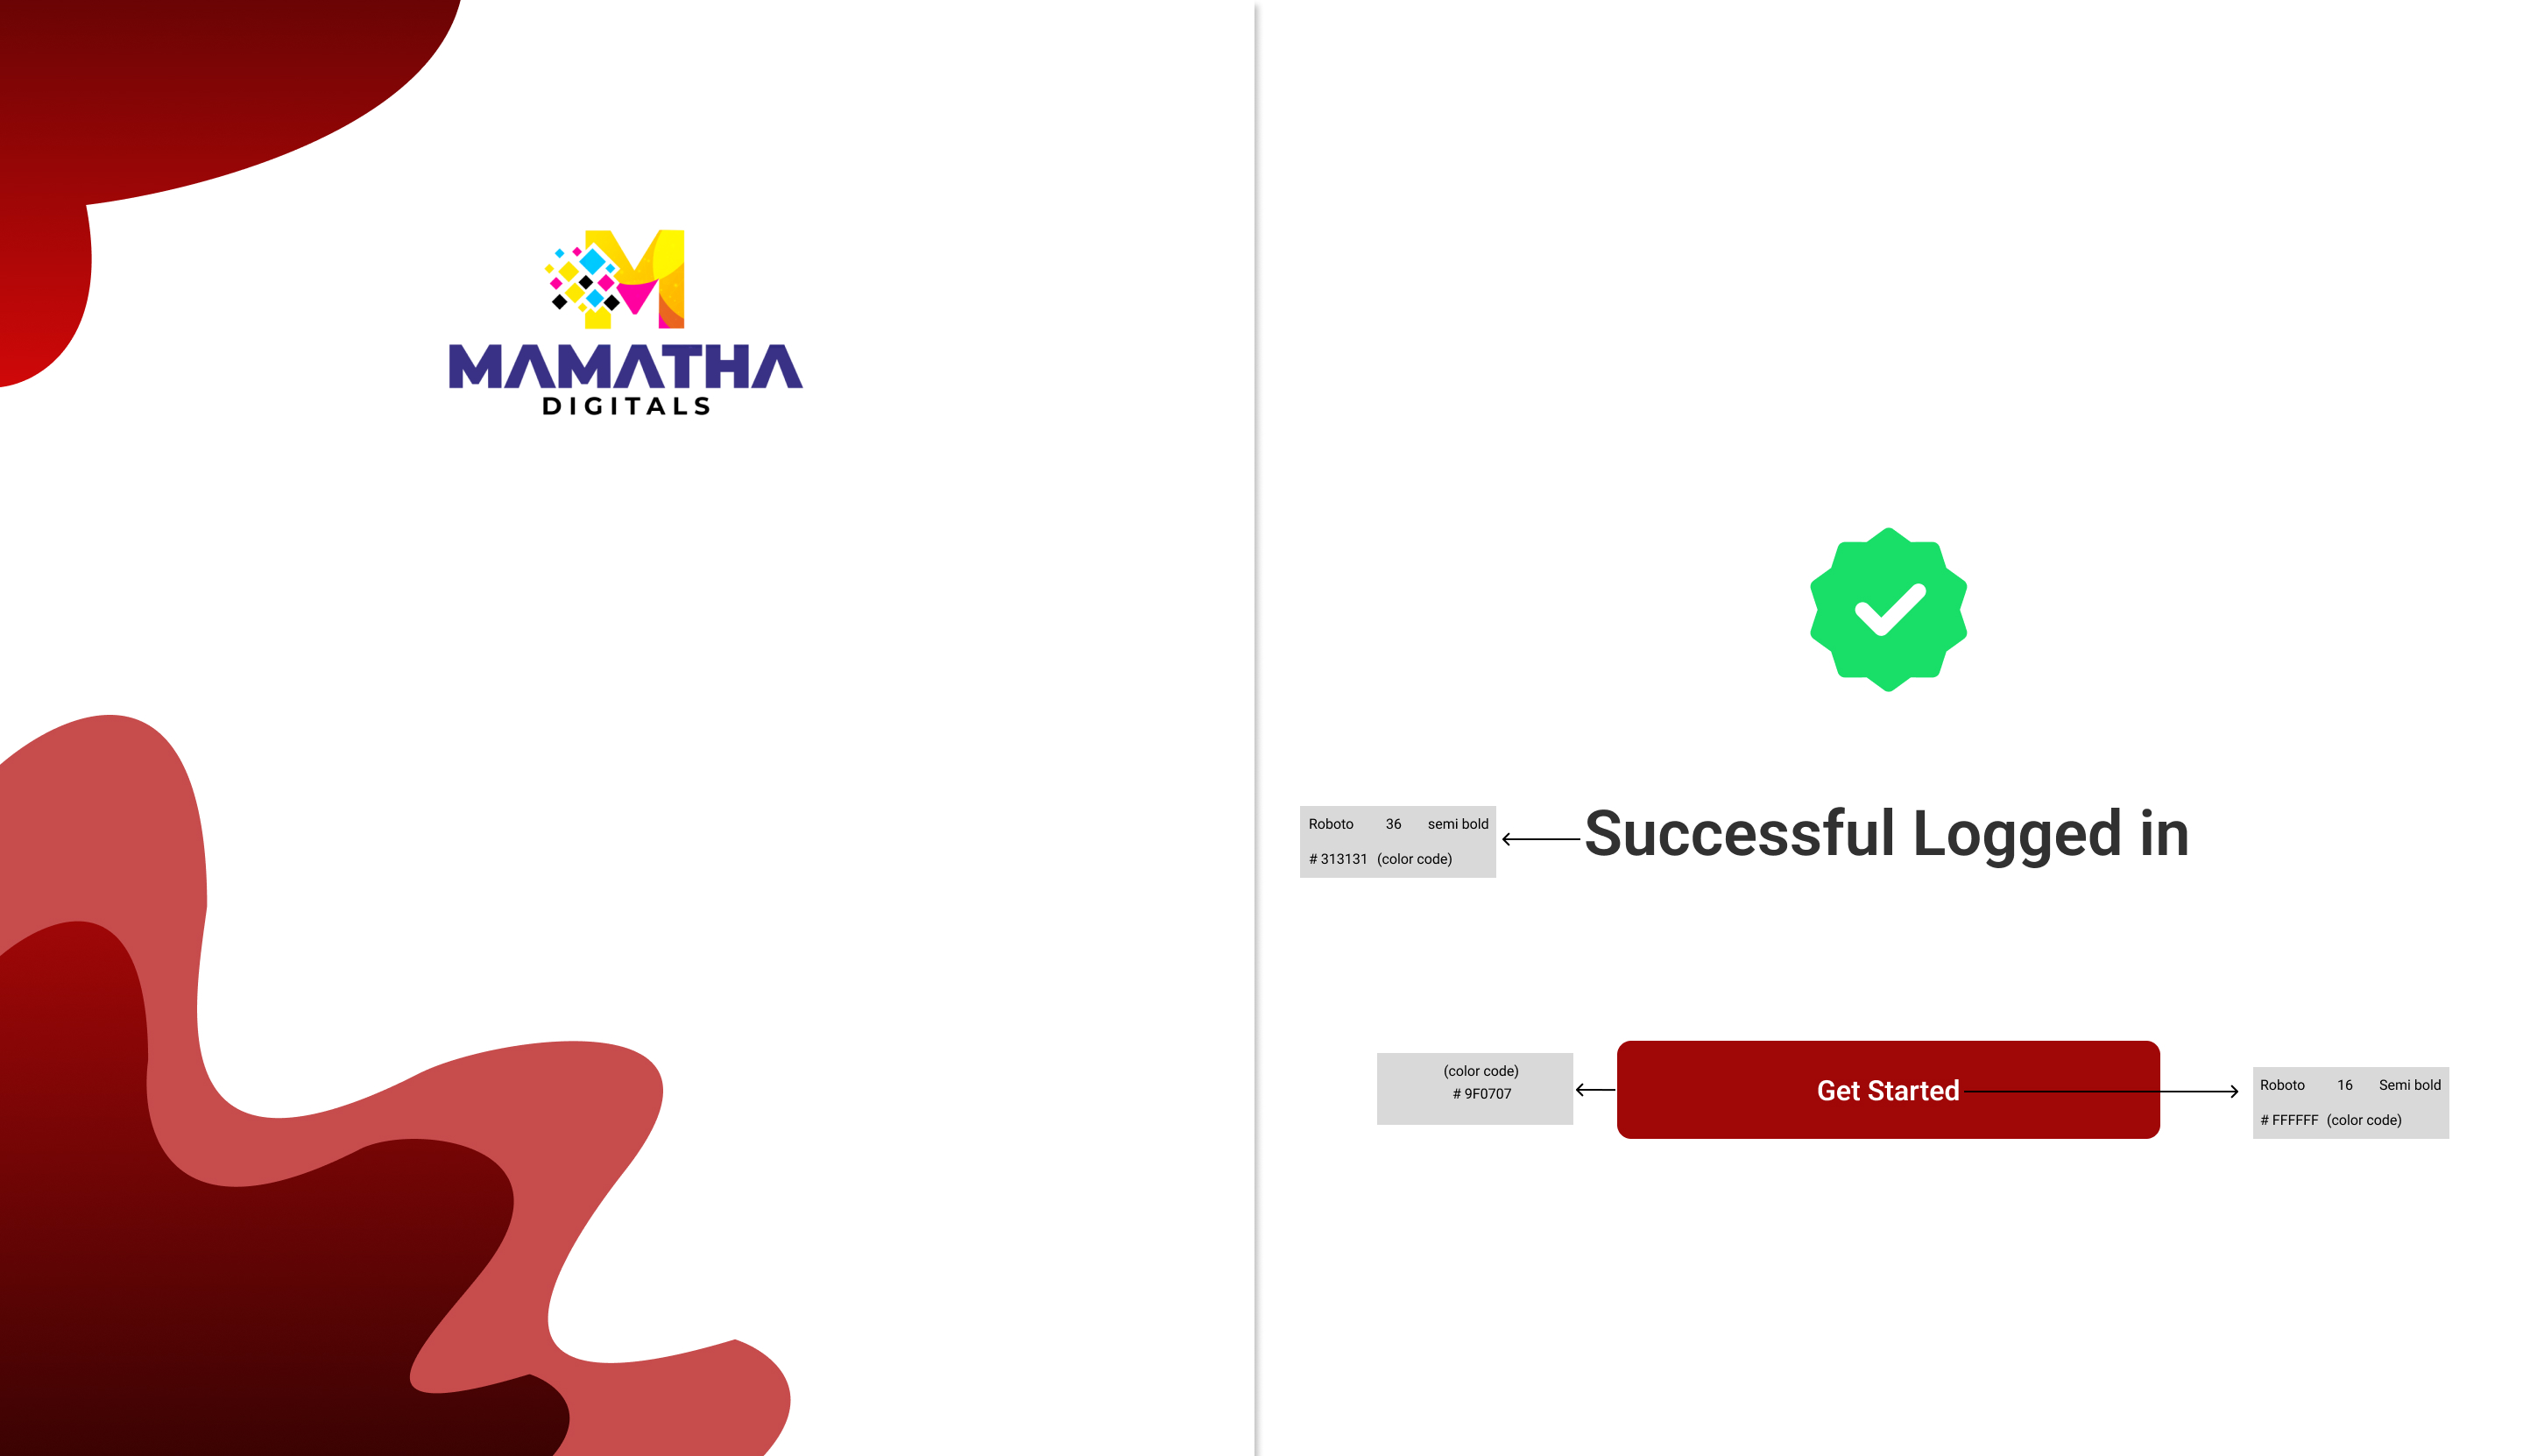 MAMATHA
DIGITALS
Successful Logged in
Roboto 36 semi bold
# 313131 (color code)
(color code)
# 9F0707
Get Started
Roboto 16 Semi bold
# FFFFFF (color code)